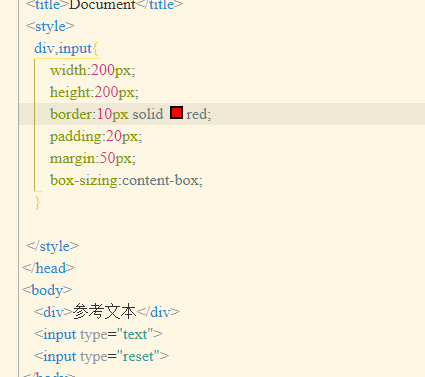 <title>Document</title>
<style>
div,input{
width:200px;
height:200px;
border:10px solid red;
padding:20px;
margin:50px;
box-sizing:content-box;
}
</style>
</head>
<body>
<div>参考文本</div>
<input type="text">
<input type="reset">
</body>